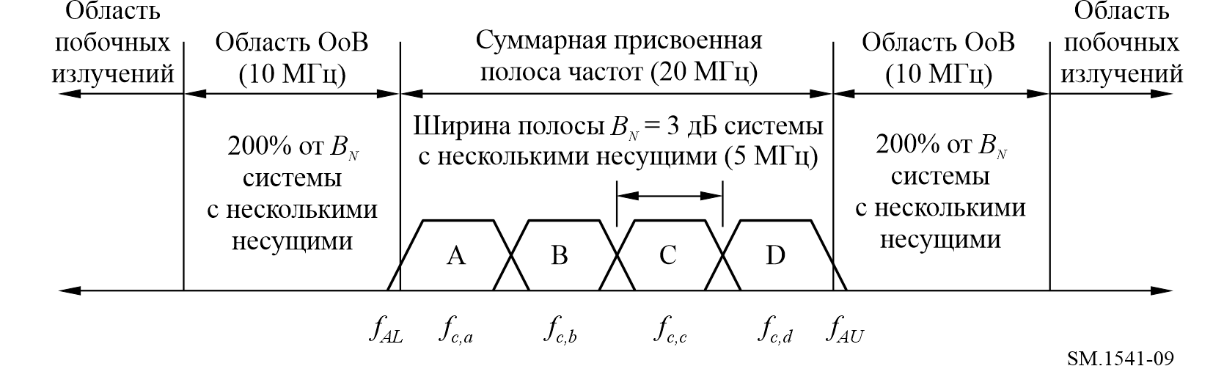 Область
побочных
излучений
Область OoB
(10 МГц)
Суммарная присвоенная
полоса частот (20 МГц)
Область OoB
(10 МГц)
Область
побочных
излучений
200% от B_N
системы
с несколькими
несущими
Ширина полосы B_N = 3 дБ системы
с несколькими несущими (5 МГц)
200% от B_N
системы
с несколькими
несущими
A B C D
f_AL f_c,a f_c,b f_c,c f_c,d f_AU
SM.1541-09